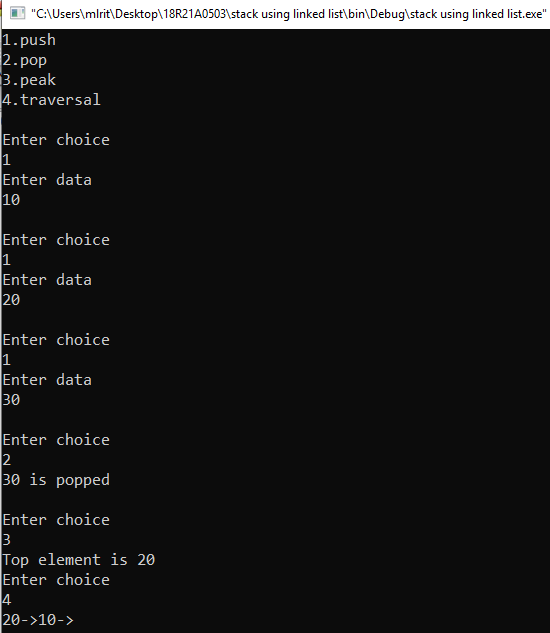 "C:\Users\mlrit\Desktop\18R21A0503\stack using linked list\bin\Debug\stack using linked list.exe"
1.push
2.pop
3.peak
4.traversal
Enter choice
1
Enter data
10
Enter choice
1
Enter data
20
Enter choice
1
Enter data
30
Enter choice
2
30 is popped
Enter choice
3
Top element is 20
Enter choice
4
20->10->